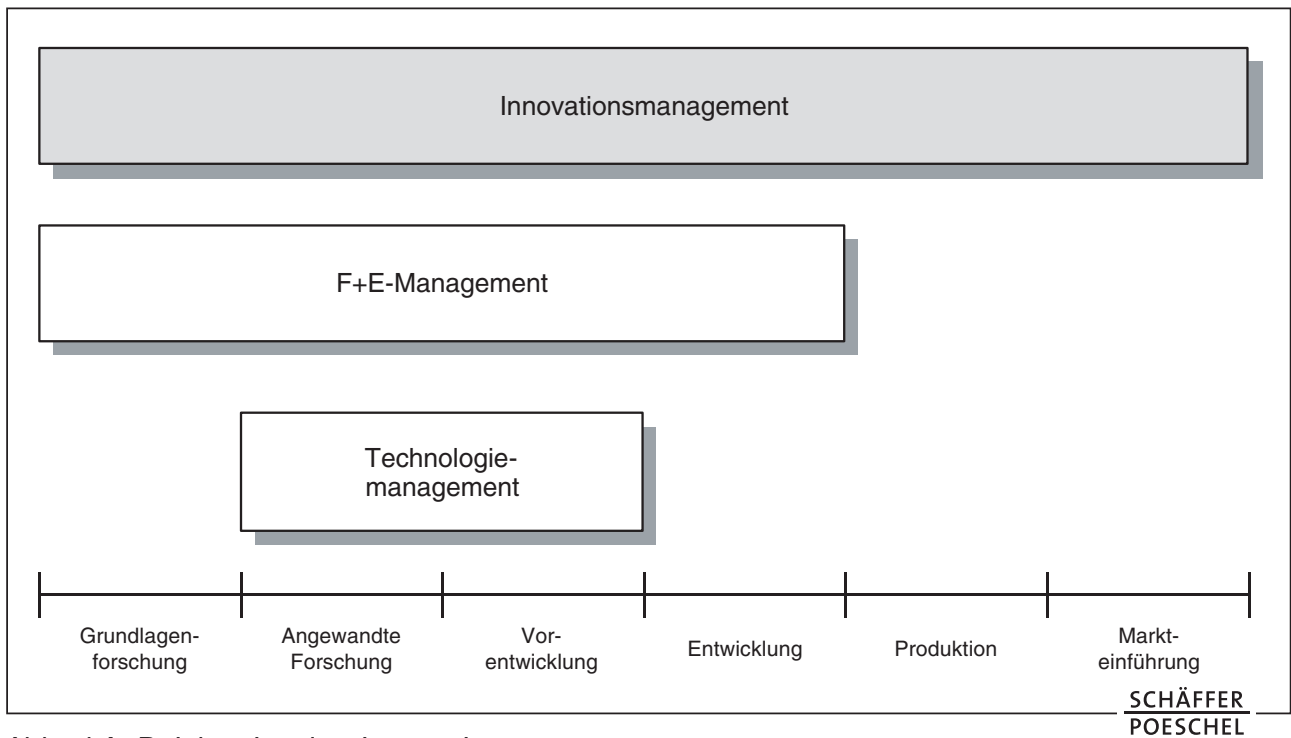 Innovationsmanagement
F+E-Management
Technologie-
management
Grundlagen-
forschung
Angewandte
Forschung
Vor-
entwicklung
Entwicklung
Produktion
Markt-
einführung
SCHÄFFER
POESCHEL